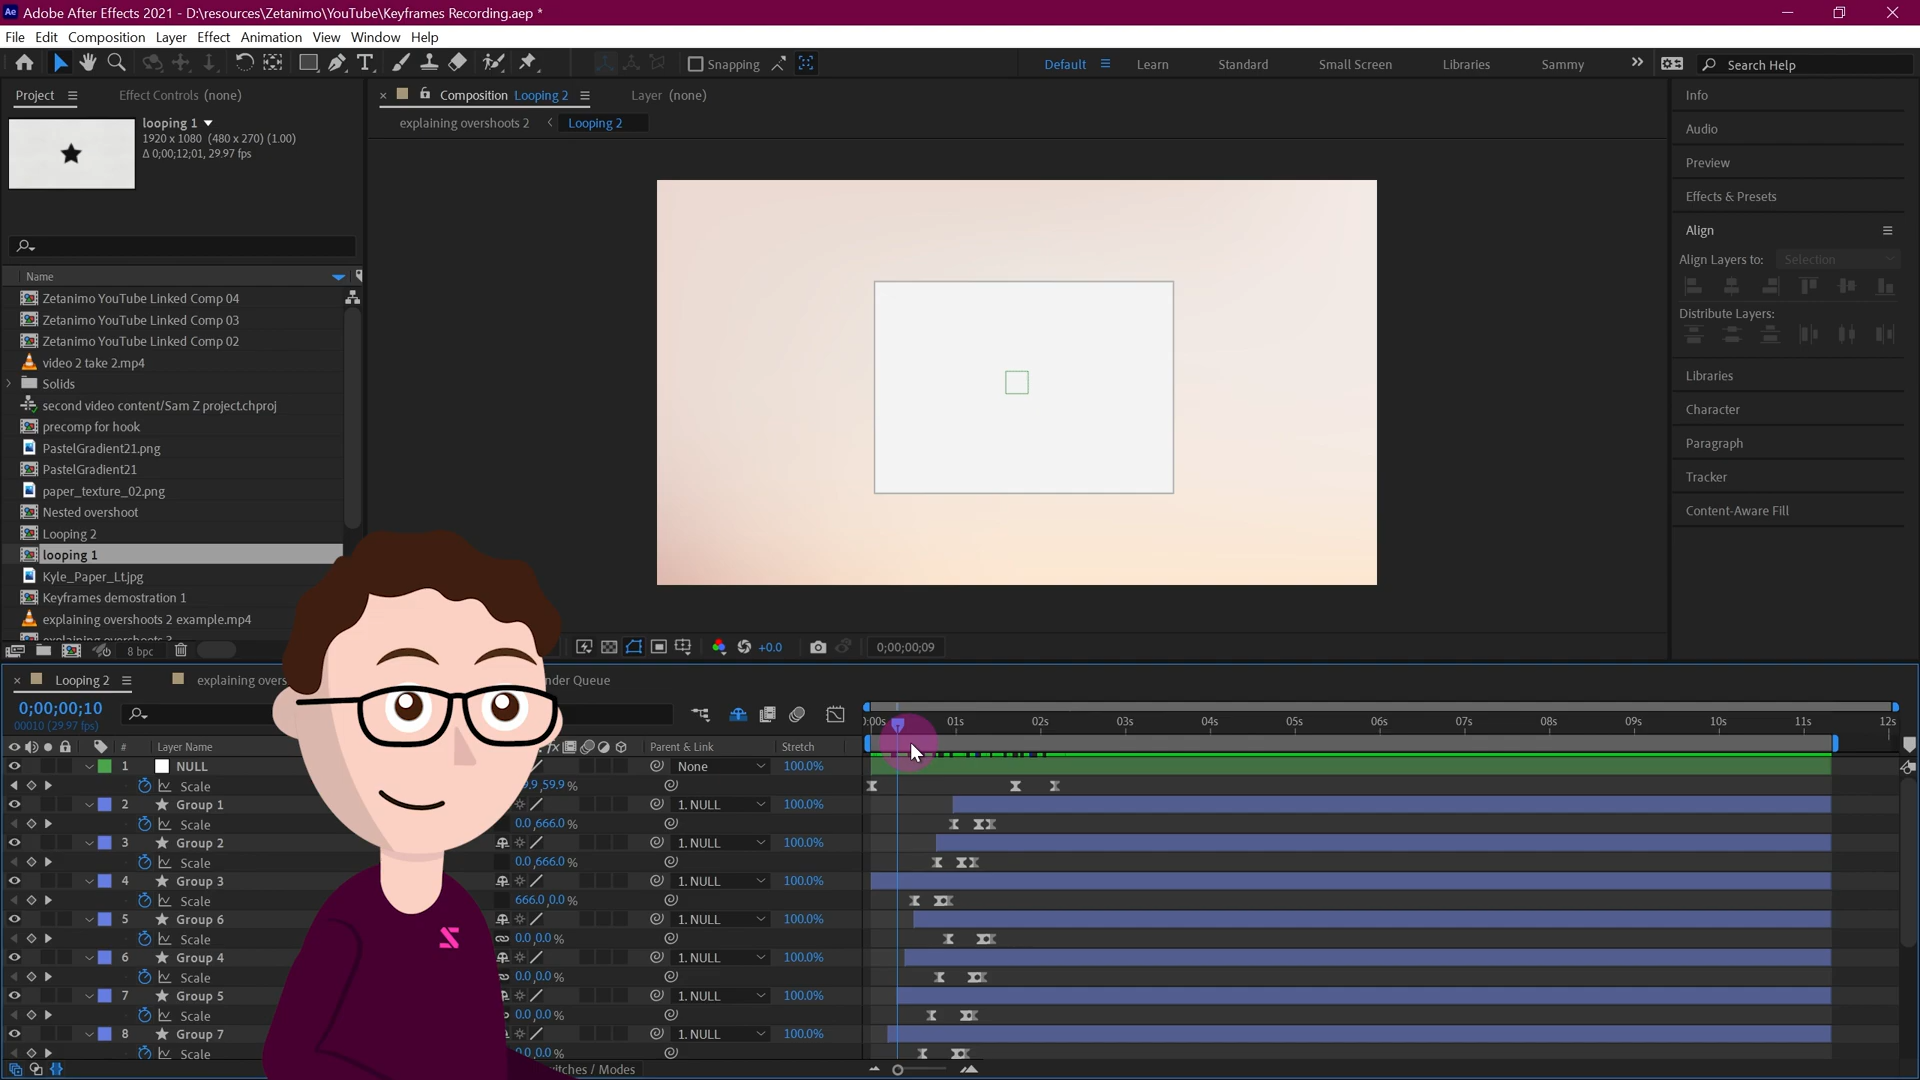 Adobe After Effects 2021 - D:\resources\Zetanimo\YouTube\Keyframes Recording.aep *
File Edit Composition Layer Effect Animation View Window Help
Snapping
Default Learn Standard Small Screen Libraries Sammy Search Help
Project Effect Controls (none)
looping 1
1920 x 1080 (480 x 270) (1.00)
Δ 0;00;12;01, 29.97 fps
Name
Zetanimo YouTube Linked Comp 04
Zetanimo YouTube Linked Comp 03
Zetanimo YouTube Linked Comp 02
video 2 take 2.mp4
Solids
second video content/Sam Z project.chproj
precomp for hook
PastelGradient21.png
PastelGradient21
paper_texture_02.png
Nested overshoot
Looping 2
looping 1
Kyle_Paper_Lt.jpg
Keyframes demostration 1
explaining overshoots 2 example.mp4
8 bpc
Composition Looping 2 Layer (none)
explaining overshoots 2 Looping 2
+0.0 0;00;00;09
Info
Audio
Preview
Effects & Presets
Align
Align Layers to: Selection
Distribute Layers:
Libraries
Character
Paragraph
Tracker
Content-Aware Fill
Looping 2 explaining overs nder Queue
0;00;00;10
00010 (29.97 fps)
:00s 01s 02s 03s 04s 05s 06s 07s 08s 09s 10s 11s 12s
# Layer Name fx Parent & Link Stretch
1 NULL None 100.0%
Scale 9.9,59.9 %
2 Group 1 1. NULL 100.0%
Scale 0.0,666.0 %
3 Group 2 1. NULL 100.0%
Scale 0.0,666.0 %
4 Group 3 1. NULL 100.0%
Scale 666.0,0.0 %
5 Group 6 1. NULL 100.0%
Scale 0.0,0.0 %
6 Group 4 1. NULL 100.0%
Scale 0.0,0.0 %
7 Group 5 1. NULL 100.0%
Scale 0.0,0.0 %
8 Group 7 1. NULL 100.0%
Scale 0.0,0.0 %
witches / Modes